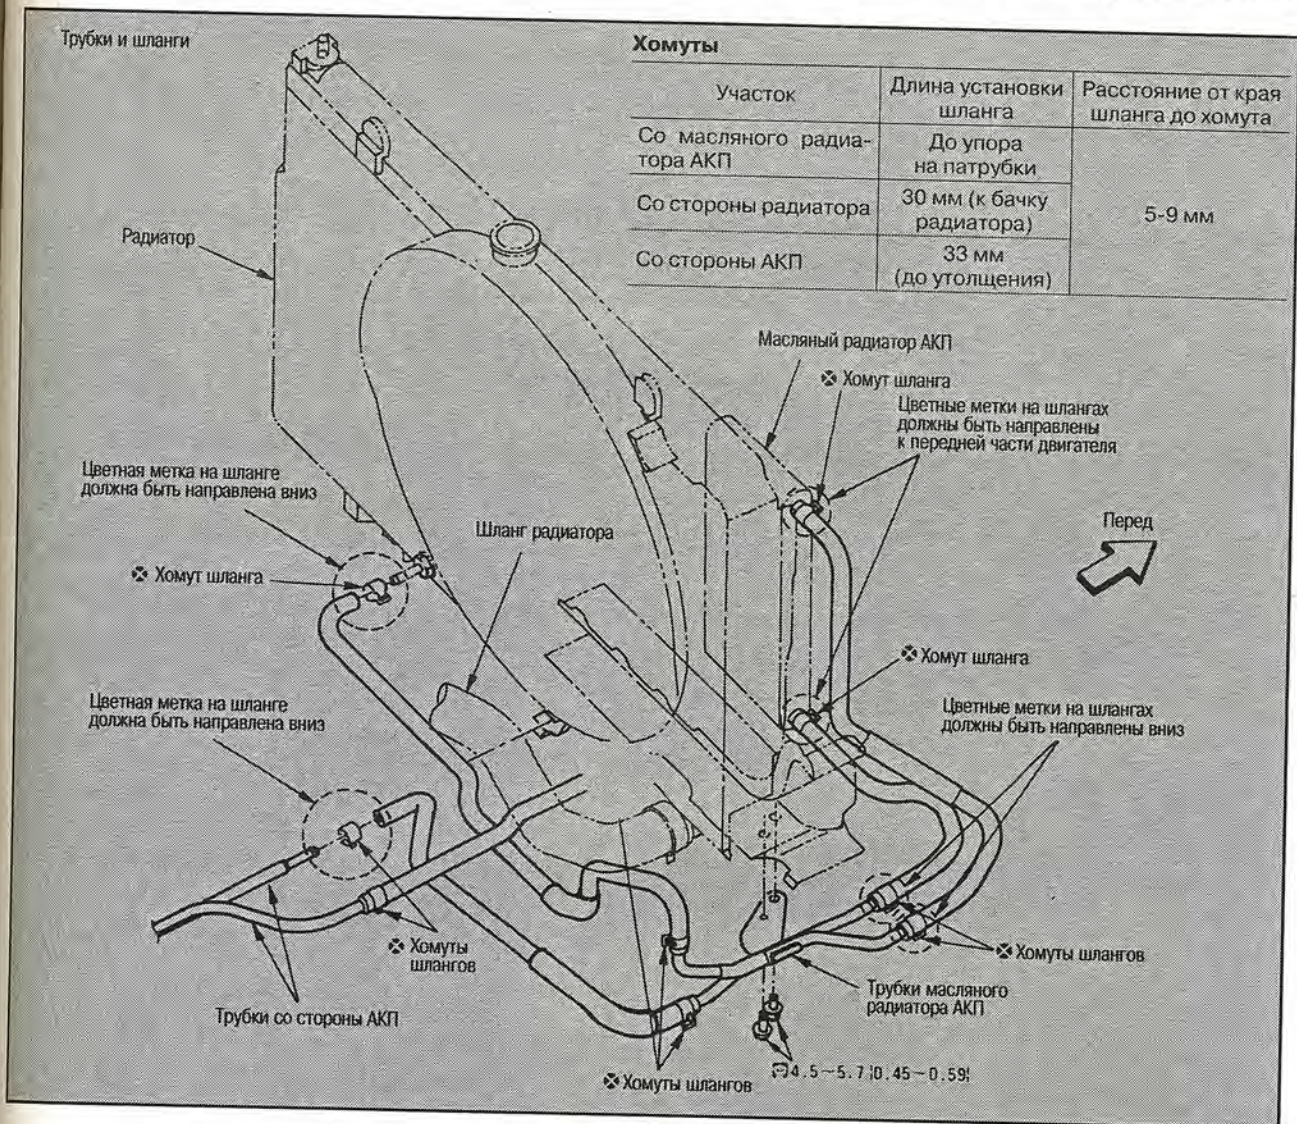 Трубки и шланги
Хомуты
Участок
Длина установки
шланга
Расстояние от края
шланга до хомута
Со масляного радиа-
тора АКП
До упора
на патрубки
5-9 мм
Со стороны радиатора
30 мм (к бачку
радиатора)
Со стороны АКП
33 мм
(до утолщения)
Радиатор
Масляный радиатор АКП
Хомут шланга
Цветные метки на шлангах
должны быть направлены
к передней части двигателя
Цветная метка на шланге
должна быть направлена вниз
Шланг радиатора
Перед
Хомут шланга
Хомут шланга
Цветная метка на шланге
должна быть направлена вниз
Цветные метки на шлангах
должны быть направлены вниз
Хомуты
шлангов
Хомуты шлангов
Трубки масляного
радиатора АКП
Трубки со стороны АКП
Хомуты шлангов
4.5~5.7 {0.45~0.59}